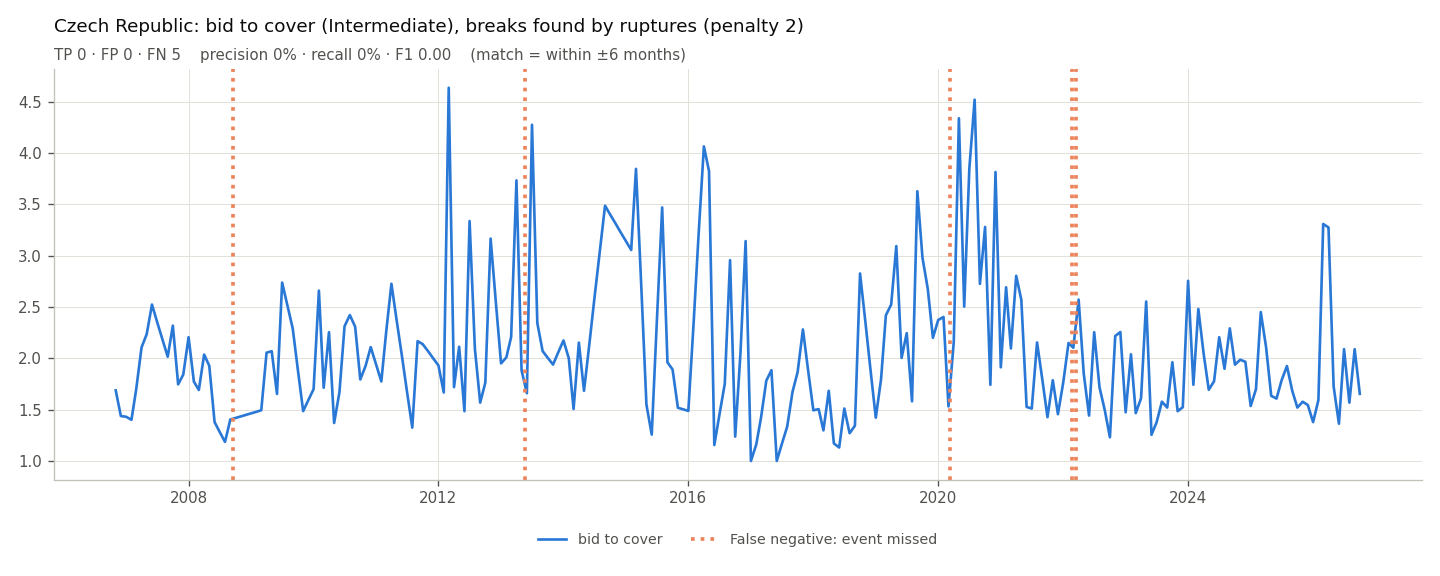 Czech Republic: bid to cover (Intermediate), breaks found by ruptures (penalty 2)
TP 0 · FP 0 · FN 5    precision 0% · recall 0% · F1 0.00    (match = within ±6 months)
4.5
4.0
3.5
3.0
2.5
2.0
1.5
1.0
2008 2012 2016 2020 2024
bid to cover    False negative: event missed